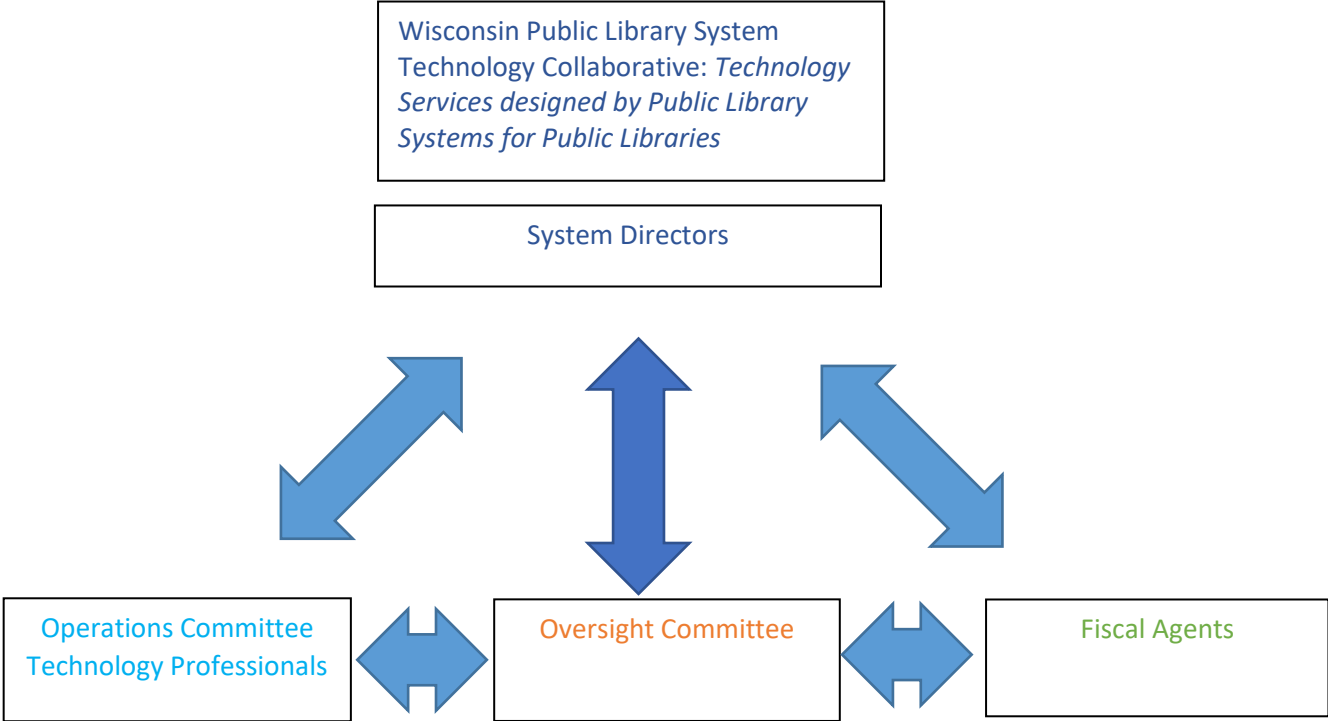 Wisconsin Public Library System
Technology Collaborative: Technology
Services designed by Public Library
Systems for Public Libraries
System Directors
Operations Committee
Technology Professionals
Oversight Committee
Fiscal Agents